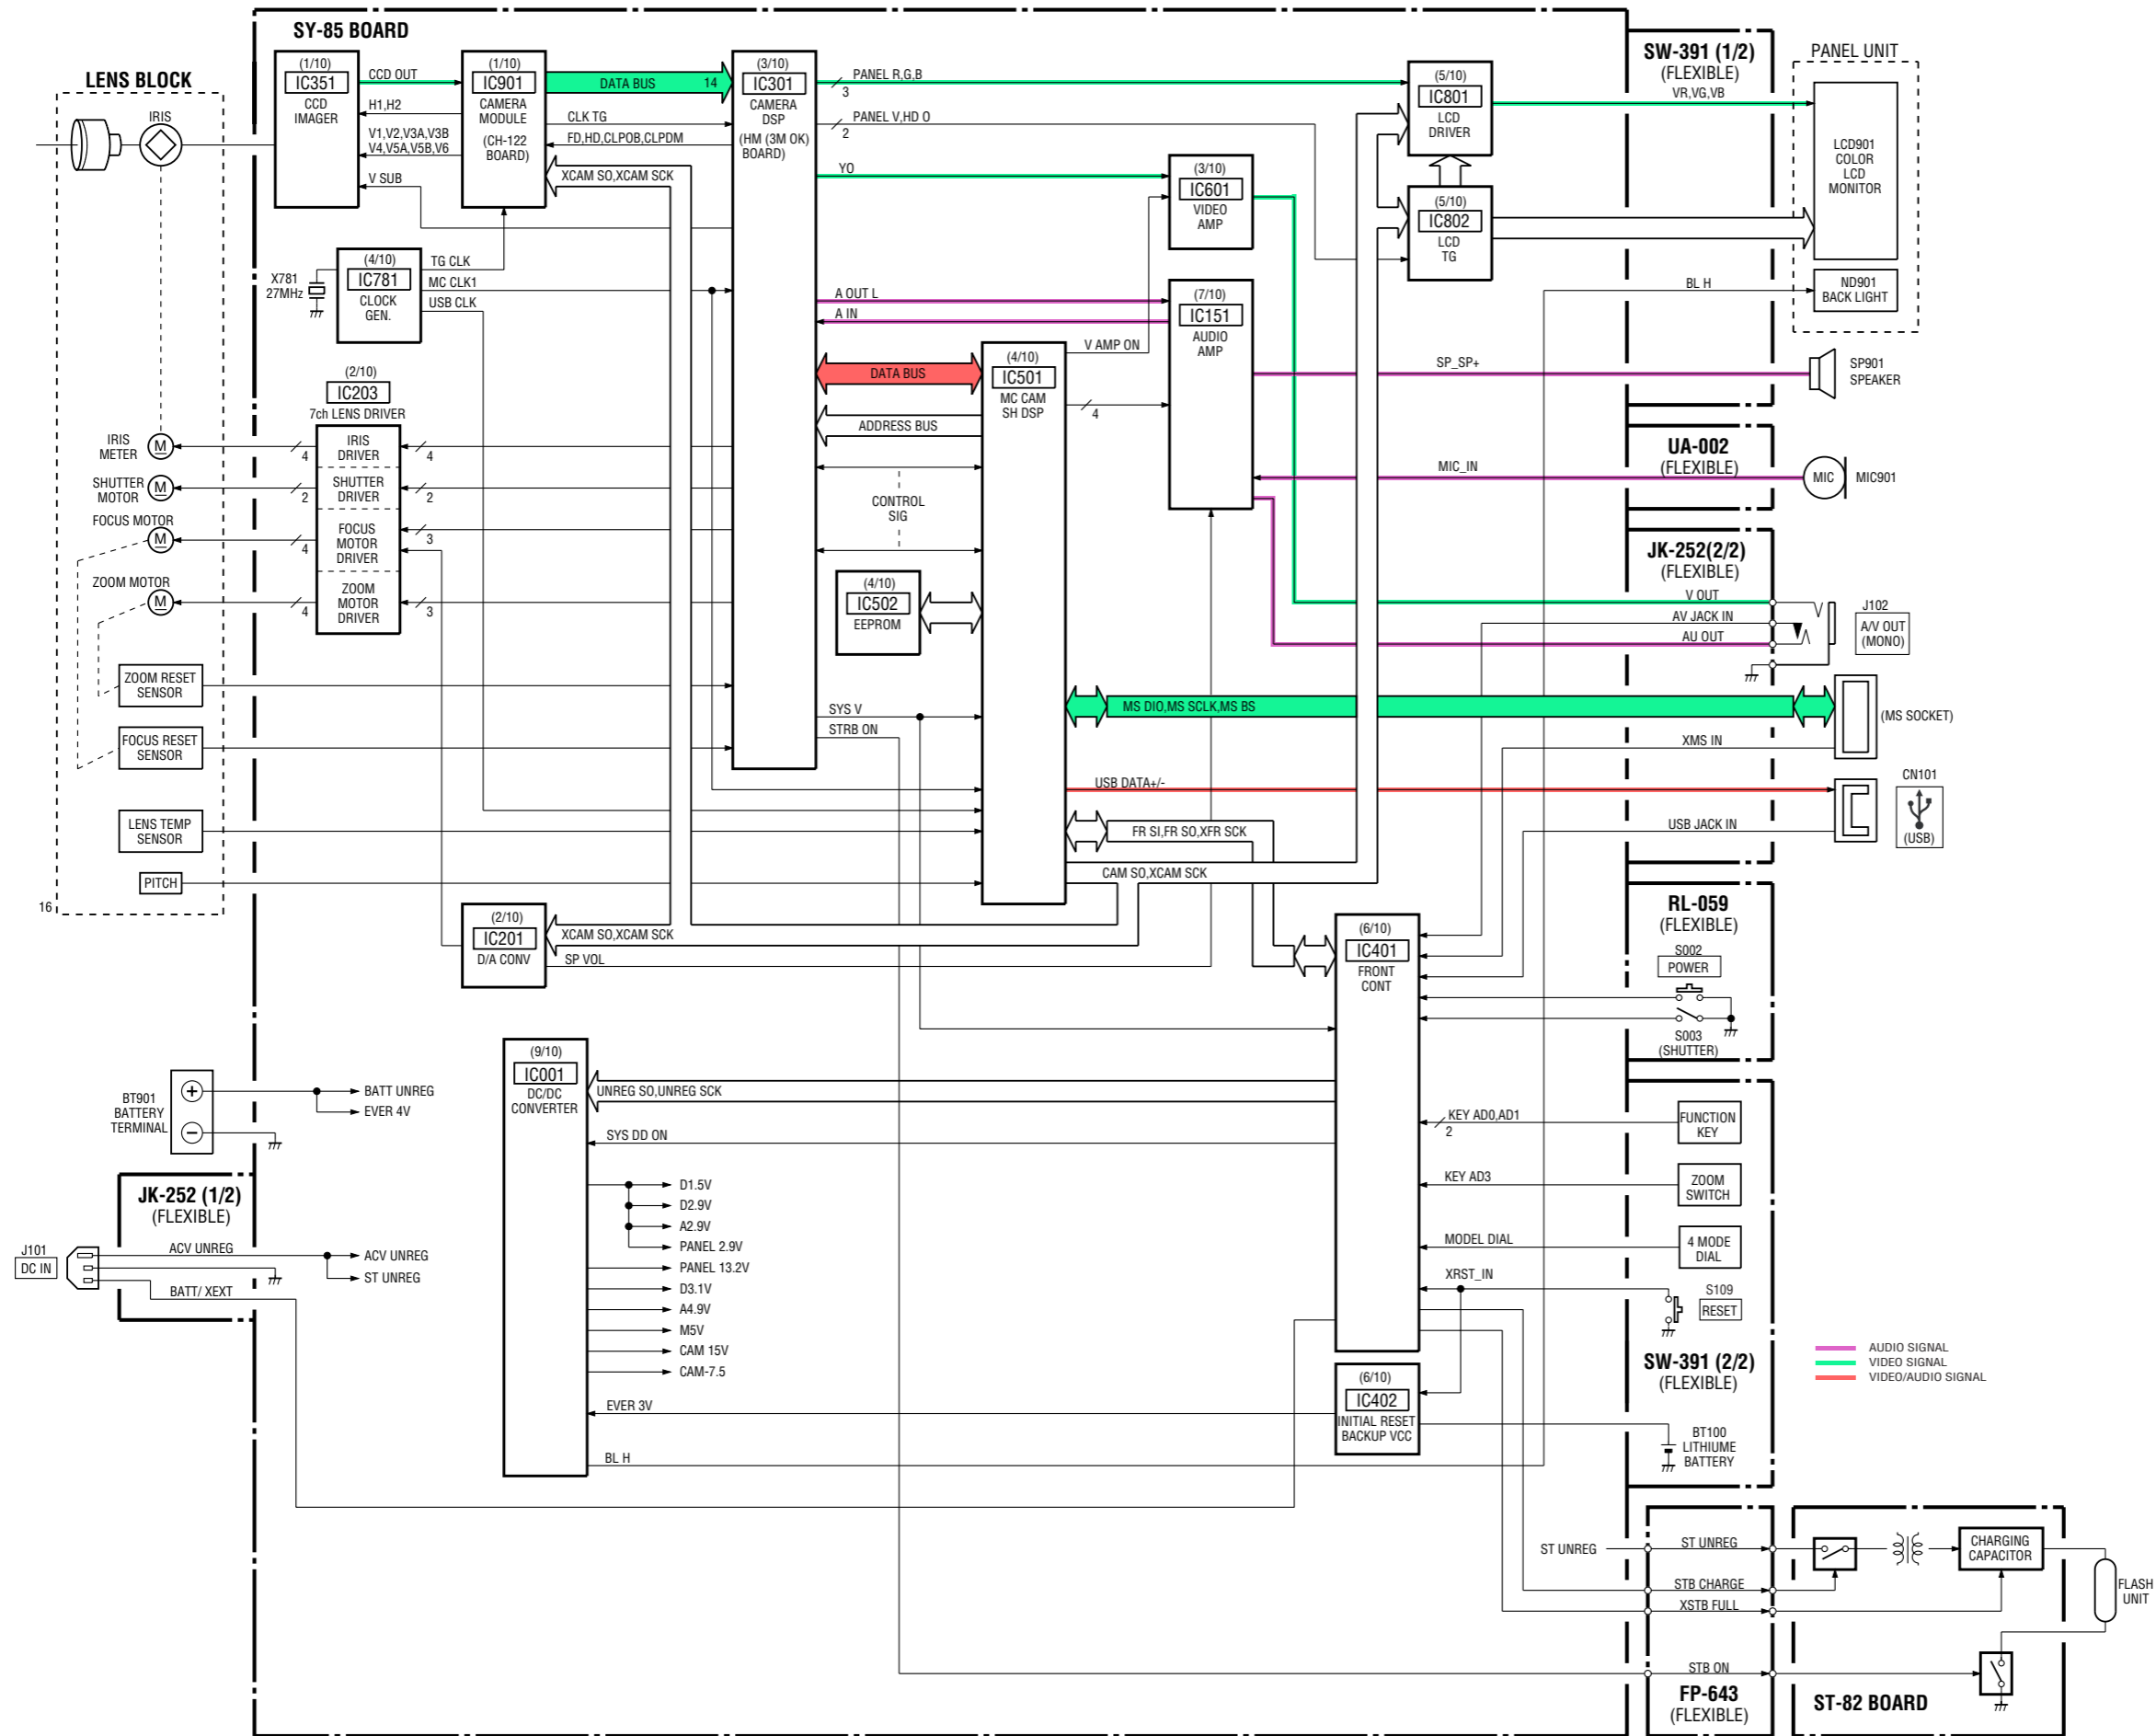 SY-85 BOARD
LENS BLOCK
IRIS
(1/10)
IC351
CCD
IMAGER
CCD OUT
H1,H2
V1,V2,V3A,V3B
V4,V5A,V5B,V6
V SUB
(1/10)
IC901
CAMERA
MODULE
(CH-122
BOARD)
DATA BUS
14
CLK TG
FD,HD,CLPOB,CLPDM
XCAM SO,XCAM SCK
(3/10)
IC301
CAMERA
DSP
(HM (3M OK)
BOARD)
PANEL R,G,B
3
PANEL V,HD O
2
YO
(3/10)
IC601
VIDEO
AMP
(5/10)
IC801
LCD
DRIVER
(5/10)
IC802
LCD
TG
SW-391 (1/2)
(FLEXIBLE)
VR,VG,VB
PANEL UNIT
LCD901
COLOR
LCD
MONITOR
BL H
ND901
BACK LIGHT
X781
27MHz
(4/10)
IC781
CLOCK
GEN.
TG CLK
MC CLK1
USB CLK
A OUT L
A IN
(7/10)
IC151
AUDIO
AMP
SP_SP+
SP901
SPEAKER
DATA BUS
(4/10)
IC501
MC CAM
SH DSP
V AMP ON
4
ADDRESS BUS
CONTROL
SIG
(2/10)
IC203
7ch LENS DRIVER
IRIS
METER
M
4
IRIS
DRIVER
4
SHUTTER
MOTOR
M
2
SHUTTER
DRIVER
2
FOCUS MOTOR
M
4
FOCUS
MOTOR
DRIVER
3
ZOOM MOTOR
M
4
ZOOM
MOTOR
DRIVER
3
UA-002
(FLEXIBLE)
MIC_IN
MIC
MIC901
JK-252(2/2)
(FLEXIBLE)
V OUT
AV JACK IN
AU OUT
J102
A/V OUT
(MONO)
(4/10)
IC502
EEPROM
ZOOM RESET
SENSOR
FOCUS RESET
SENSOR
LENS TEMP
SENSOR
PITCH
16
SYS V
STRB ON
MS DIO,MS SCLK,MS BS
(MS SOCKET)
XMS IN
USB DATA+/-
CN101
(USB)
USB JACK IN
FR SI,FR SO,XFR SCK
CAM SO,XCAM SCK
(2/10)
IC201
D/A CONV
XCAM SO,XCAM SCK
SP VOL
(6/10)
IC401
FRONT
CONT
RL-059
(FLEXIBLE)
S002
POWER
S003
(SHUTTER)
(9/10)
IC001
DC/DC
CONVERTER
UNREG SO,UNREG SCK
SYS DD ON
D1.5V
D2.9V
A2.9V
PANEL 2.9V
PANEL 13.2V
D3.1V
A4.9V
M5V
CAM 15V
CAM-7.5
EVER 3V
BL H
BT901
BATTERY
TERMINAL
BATT UNREG
EVER 4V
JK-252 (1/2)
(FLEXIBLE)
J101
DC IN
ACV UNREG
ACV UNREG
ST UNREG
BATT/ XEXT
KEY AD0,AD1
2
FUNCTION
KEY
KEY AD3
ZOOM
SWITCH
MODEL DIAL
4 MODE
DIAL
XRST_IN
S109
RESET
SW-391 (2/2)
(FLEXIBLE)
(6/10)
IC402
INITIAL RESET
BACKUP VCC
BT100
LITHIUME
BATTERY
AUDIO SIGNAL
VIDEO SIGNAL
VIDEO/AUDIO SIGNAL
ST UNREG
ST UNREG
STB CHARGE
XSTB FULL
STB ON
FP-643
(FLEXIBLE)
CHARGING
CAPACITOR
FLASH
UNIT
ST-82 BOARD